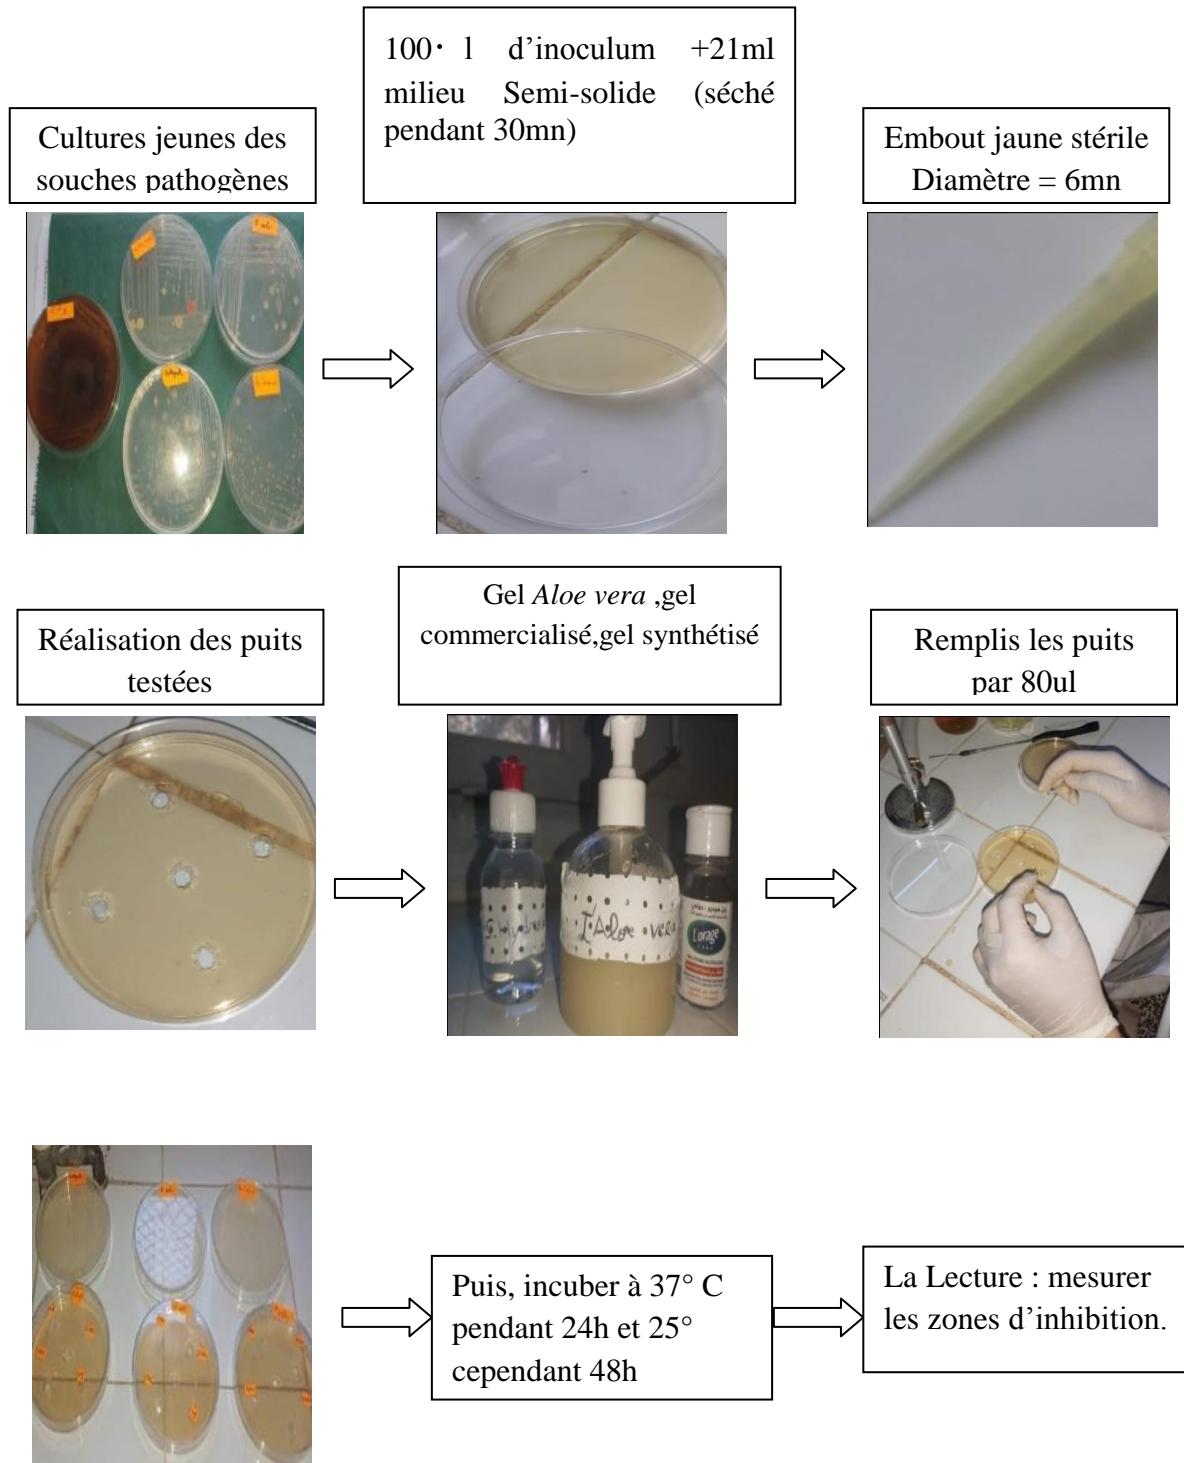 100· l d’inoculum +21ml
milieu Semi-solide (séché
pendant 30mn)
Cultures jeunes des
souches pathogènes
Embout jaune stérile
Diamètre = 6mn
Réalisation des puits
testées
Gel Aloe vera ,gel
commercialisé,gel synthétisé
Remplis les puits
par 80ul
I.Aloe vera
L'orage
Puis, incuber à 37° C
pendant 24h et 25°
cependant 48h
La Lecture : mesurer
les zones d’inhibition.